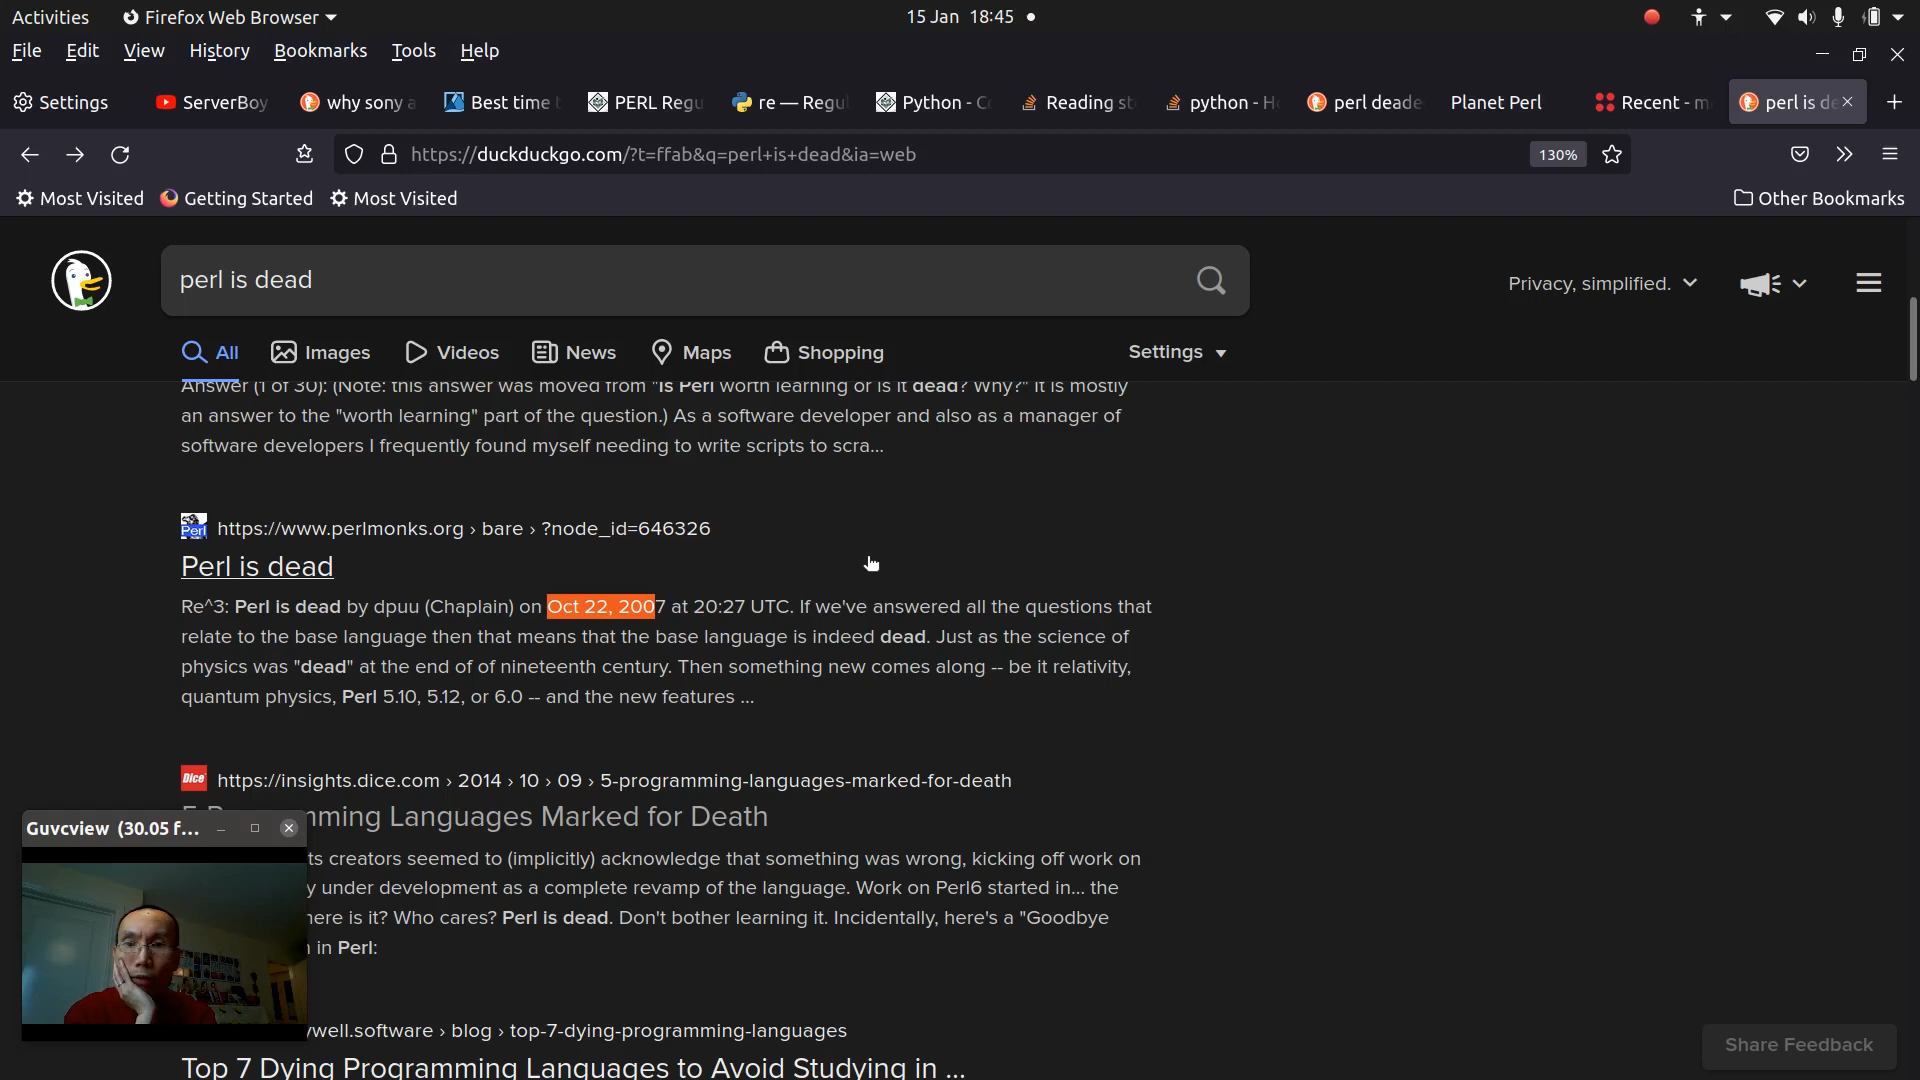 Activities Firefox Web Browser 15 Jan 18:45
File Edit View History Bookmarks Tools Help
Settings ServerBoy why sony a Best time t PERL Regu re — Regul Python - Co Reading st python - Ho perl deade Planet Perl Recent - m perl is de
https://duckduckgo.com/?t=ffab&q=perl+is+dead&ia=web 130%
Most Visited Getting Started Most Visited Other Bookmarks
perl is dead
Privacy, simplified.
All Images Videos News Maps Shopping Settings
Answer (1 of 30): (Note: this answer was moved from "Is Perl worth learning or is it dead? Why?" It is mostly
an answer to the "worth learning" part of the question.) As a software developer and also as a manager of
software developers I frequently found myself needing to write scripts to scra...
Perl https://www.perlmonks.org › bare › ?node_id=646326
Perl is dead
Re^3: Perl is dead by dpuu (Chaplain) on Oct 22, 2007 at 20:27 UTC. If we've answered all the questions that
relate to the base language then that means that the base language is indeed dead. Just as the science of
physics was "dead" at the end of of nineteenth century. Then something new comes along -- be it relativity,
quantum physics, Perl 5.10, 5.12, or 6.0 -- and the new features ...
Dice https://insights.dice.com › 2014 › 10 › 09 › 5-programming-languages-marked-for-death
mming Languages Marked for Death
Guvcview (30.05 f...
ts creators seemed to (implicitly) acknowledge that something was wrong, kicking off work on
y under development as a complete revamp of the language. Work on Perl6 started in... the
here is it? Who cares? Perl is dead. Don't bother learning it. Incidentally, here's a "Goodbye
in Perl:
ywell.software › blog › top-7-dying-programming-languages
Top 7 Dying Programming Languages to Avoid Studying in ...
Share Feedback